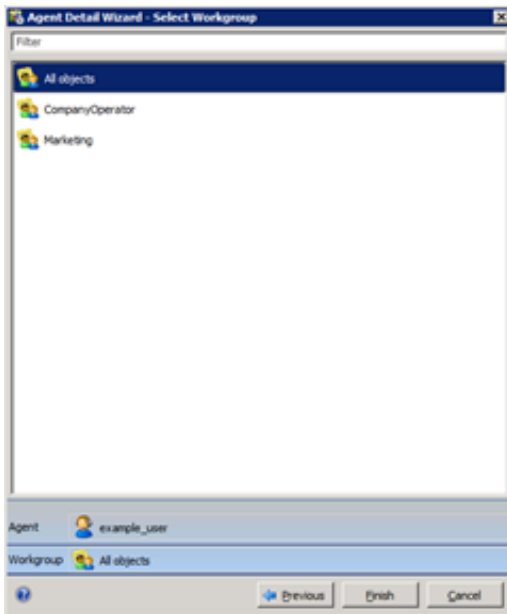 Agent Detail Wizard - Select Workgroup
Filter
All objects
CompanyOperator
Marketing
Agent example_user
Workgroup All objects
Previous Finish Cancel